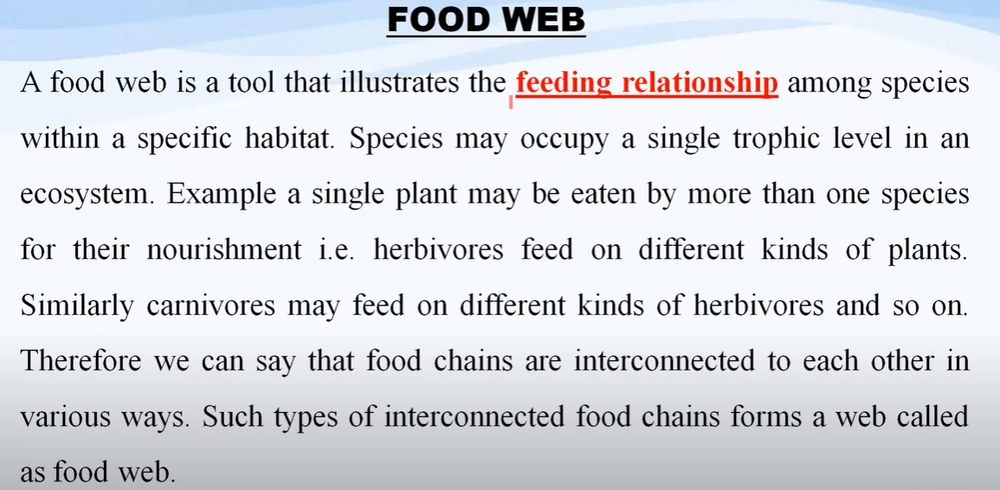 FOOD WEB
A food web is a tool that illustrates the feeding relationship among species
within a specific habitat. Species may occupy a single trophic level in an
ecosystem. Example a single plant may be eaten by more than one species
for their nourishment i.e. herbivores feed on different kinds of plants.
Similarly carnivores may feed on different kinds of herbivores and so on.
Therefore we can say that food chains are interconnected to each other in
various ways. Such types of interconnected food chains forms a web called
as food web.